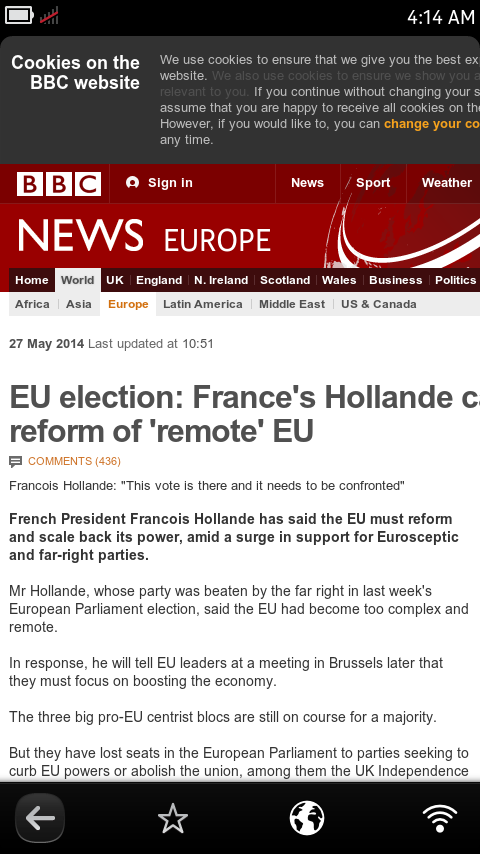 4:14 AM
Cookies on the
BBC website
We use cookies to ensure that we give you the best
website. We also use cookies to ensure we show you
relevant to you. If you continue without changing your
assume that you are happy to receive all cookies on
However, if you would like to, you can change your
any time.
BBC
Sign in
News
Sport
Weather
NEWS EUROPE
Home World UK England N. Ireland Scotland Wales Business Politics
Africa Asia Europe Latin America Middle East US & Canada
27 May 2014 Last updated at 10:51
EU election: France's Hollande
reform of 'remote' EU
COMMENTS (436)
Francois Hollande: "This vote is there and it needs to be confronted"
French President Francois Hollande has said the EU must reform
and scale back its power, amid a surge in support for Eurosceptic
and far-right parties.
Mr Hollande, whose party was beaten by the far right in last week's
European Parliament election, said the EU had become too complex and
remote.
In response, he will tell EU leaders at a meeting in Brussels later that
they must focus on boosting the economy.
The three big pro-EU centrist blocs are still on course for a majority.
But they have lost seats in the European Parliament to parties seeking to
curb EU powers or abolish the union, among them the UK Independence